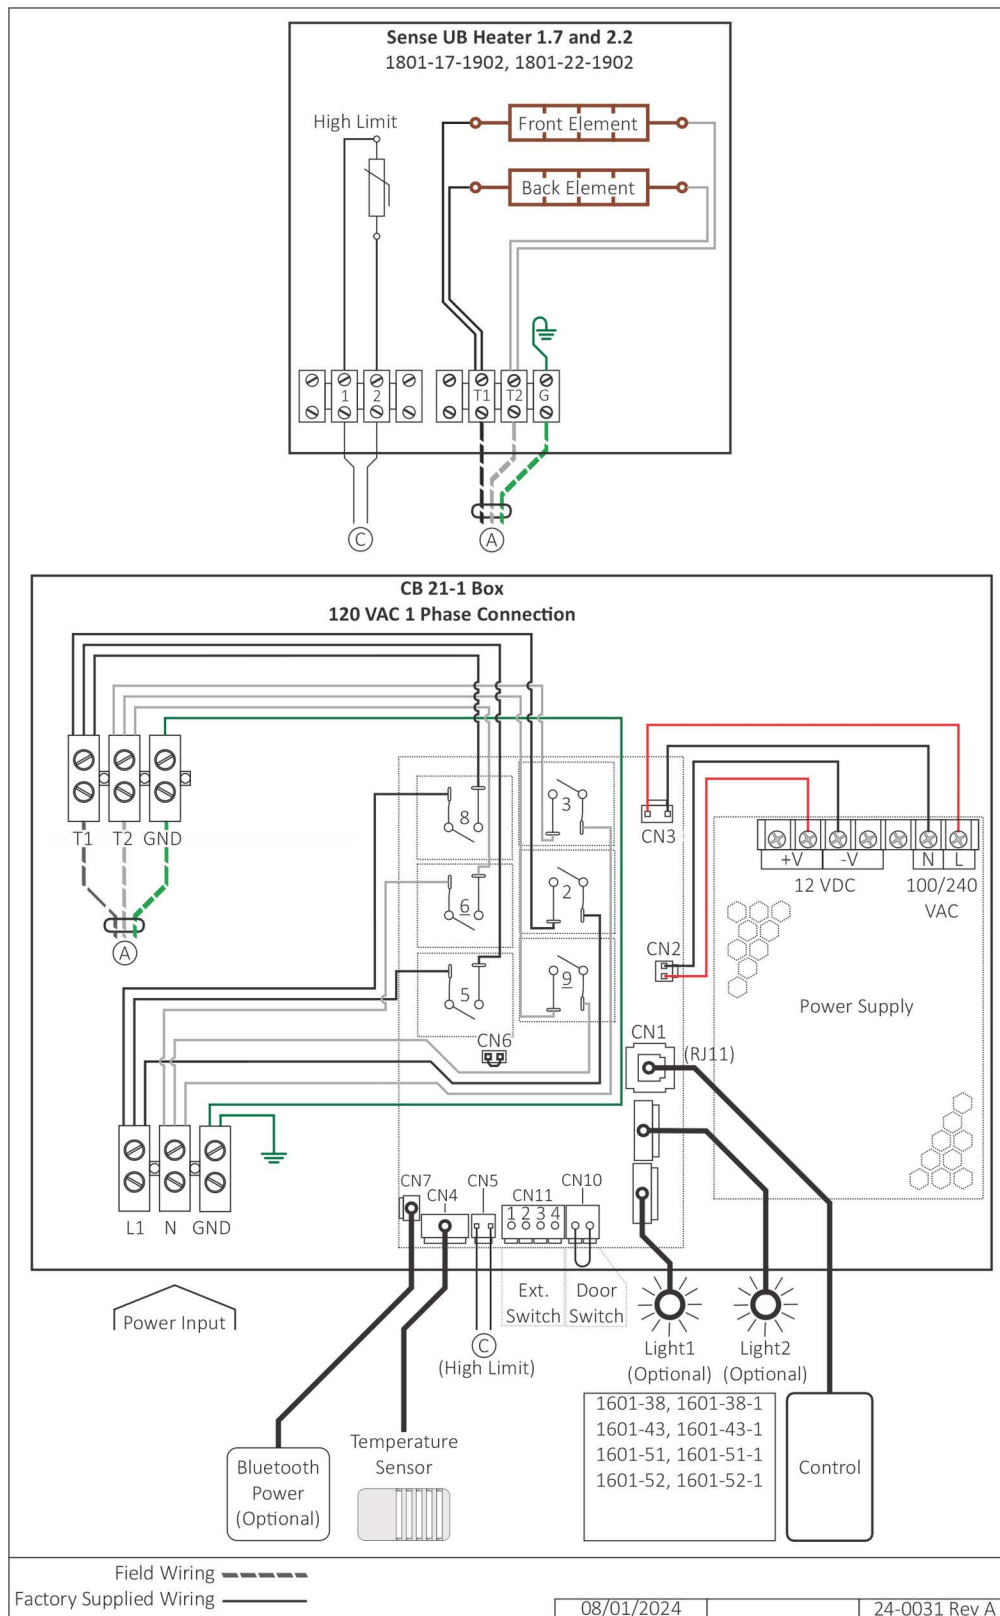 Sense UB Heater 1.7 and 2.2
1801-17-1902, 1801-22-1902
High Limit
Front Element
Back Element
1 2 T1 T2 G
C A
CB 21-1 Box
120 VAC 1 Phase Connection
T1 T2 GND
A
8 3
6 2
5 9
CN6
CN3
+V -V N L
12 VDC 100/240
VAC
CN2
Power Supply
CN1
(RJ11)
L1 N GND
CN7
CN4
CN5
CN11
CN10
1 2 3 4
Ext.
Switch
Door
Switch
Power Input
C
(High Limit)
Light1
(Optional)
Light2
(Optional)
1601-38, 1601-38-1
1601-43, 1601-43-1
1601-51, 1601-51-1
1601-52, 1601-52-1
Control
Bluetooth
Power
(Optional)
Temperature
Sensor
Field Wiring
Factory Supplied Wiring
08/01/2024
24-0031 Rev A